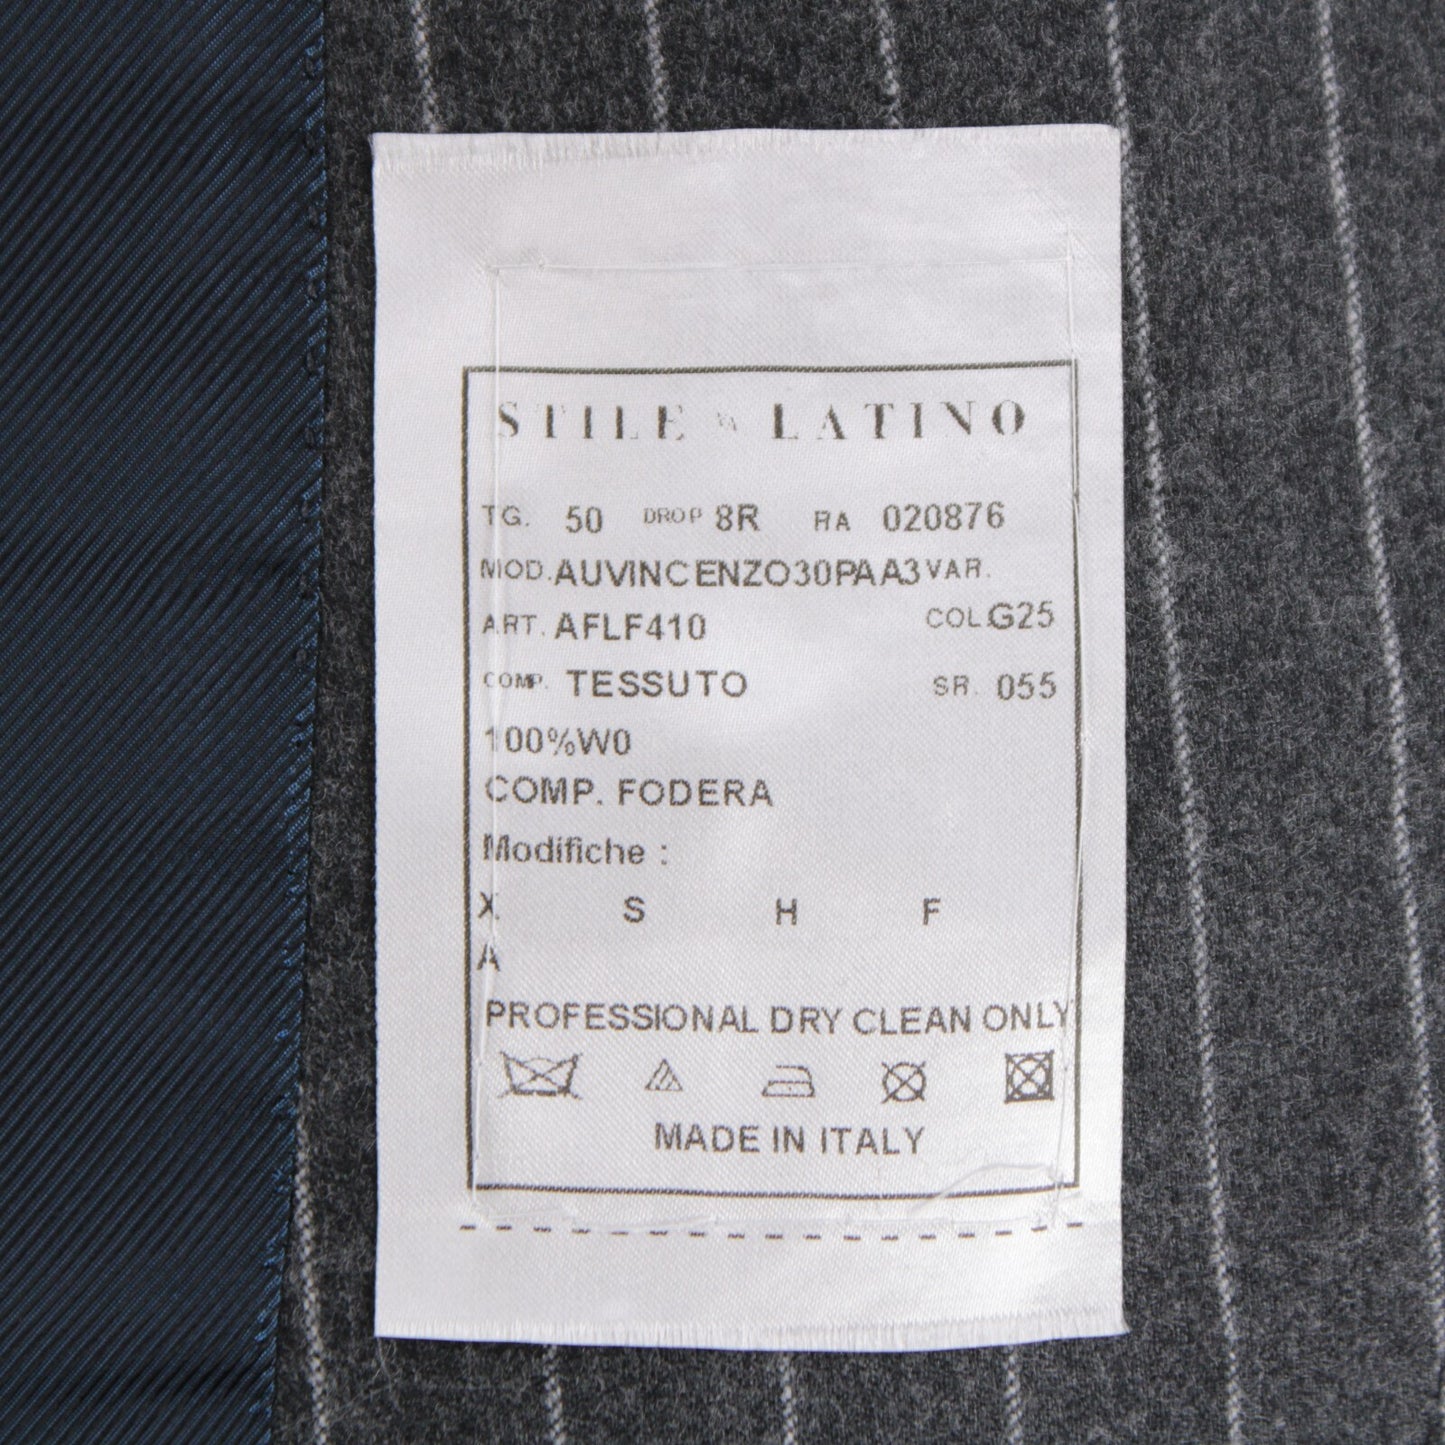 STILE LATINO
TG. 50 DROP 8R RA 020876
MOD. AUVINCENZO30PAA3 VAR.
ART. AFLF410 COL. G25
COMP. TESSUTO SR. 055
100%W0
COMP. FODERA
Modifiche :
X S H F
A
PROFESSIONAL DRY CLEAN ONLY
MADE IN ITALY